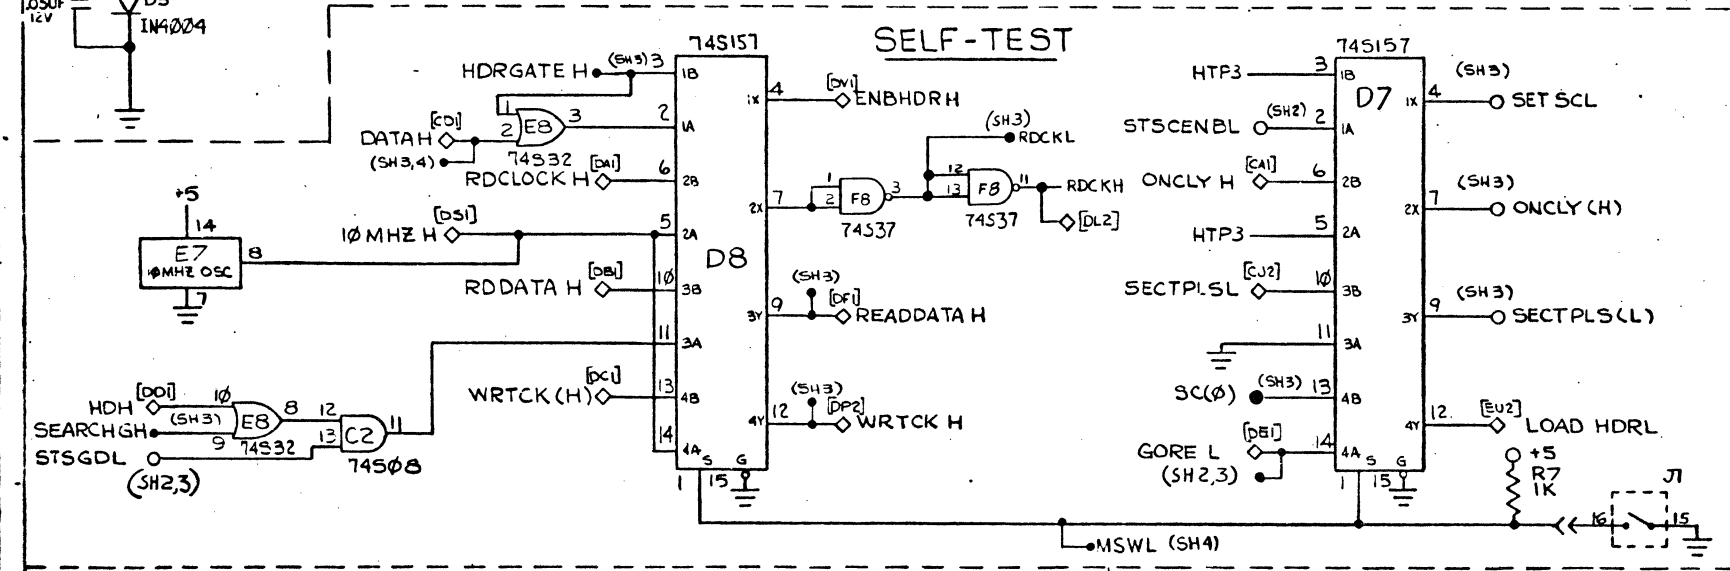 .05UF
12V
D5
IN4004
SELF-TEST
74S157
HDRGATE H (SH3) 3 1B
1 2 E8 3
74S32
DATA H [CD1]
(SH3,4)
2 1A
RDCLOCK H [DA1] 6 2B
10MHZ H [DS1] 5 2A
+5
14
E7
10MHZ OSC
8
7
RDDATA H [DB1] 10 3B
11 3A
WRTCK(H) [DC1] 13 4B
14 4A
HDH [DD1] 10
SEARCHGH (SH3) 9
E8 8
74S32
STSGDL
(SH2,3)
12 13 C2 11
74S08
D8
1X 4 [DV1] ENBHDRH
2X 7
1 2 F8 3
74S37
(SH3)
RDCKL
12 13 F8 11
74S37
RDCKH
[DL2]
3Y 9 (SH3) [DF1] READDATA H
4Y 12 (SH3) [DP2] WRTCK H
S G
1 15
74S157
D7
HTP3 3 1B
STSCENBL (SH2) 2 1A
ONCLY H [CA1] 6 2B
HTP3 5 2A
SECTPLSL [CJ2] 10 3B
11 3A
SC(0) (SH3) 13 4B
GORE L [DE1] 14 4A
(SH2,3)
1X 4 (SH3) SETSCL
2X 7 (SH3) ONCLY(H)
3Y 9 (SH3) SECTPLS(L)
4Y 12 [EU2] LOAD HDRL
S G
1 15
+5
R7
1K
J1
16 15
MSWL (SH4)